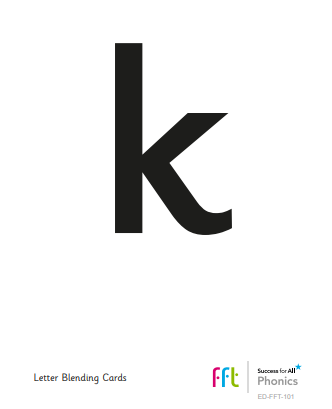 k
Letter Blending Cards
fft
Success for All
Phonics
ED-FFT-101